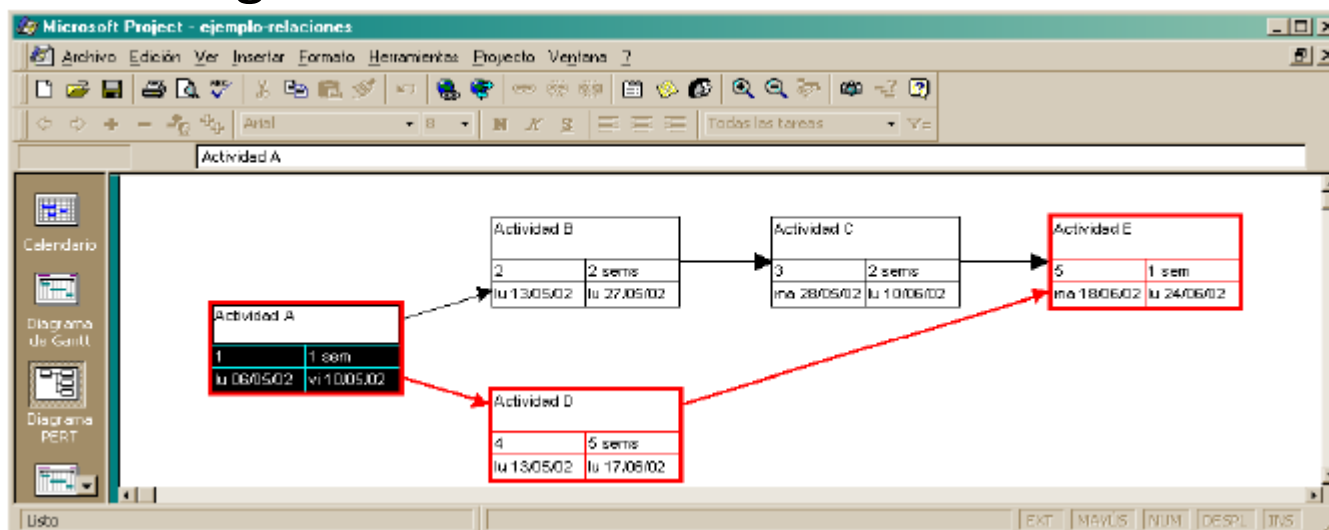 Microsoft Project - ejemplo-relaciones
Archivo Edición Ver Insertar Formato Herramientas Proyecto Ventana ?
Arial 8 N K S Todas las tareas
Actividad A
Calendario
Diagrama de Gantt
Diagrama PERT
Actividad B
2 2 sems
lu 13/05/02 lu 27/05/02
Actividad C
3 2 sems
ma 28/05/02 lu 10/06/02
Actividad E
5 1 sem
ma 18/06/02 lu 24/06/02
Actividad A
1 1 sem
lu 06/05/02 vi 10/05/02
Actividad D
4 5 sems
lu 13/05/02 lu 17/06/02
Listo
EXT MAYÚS NUM DESPL INS